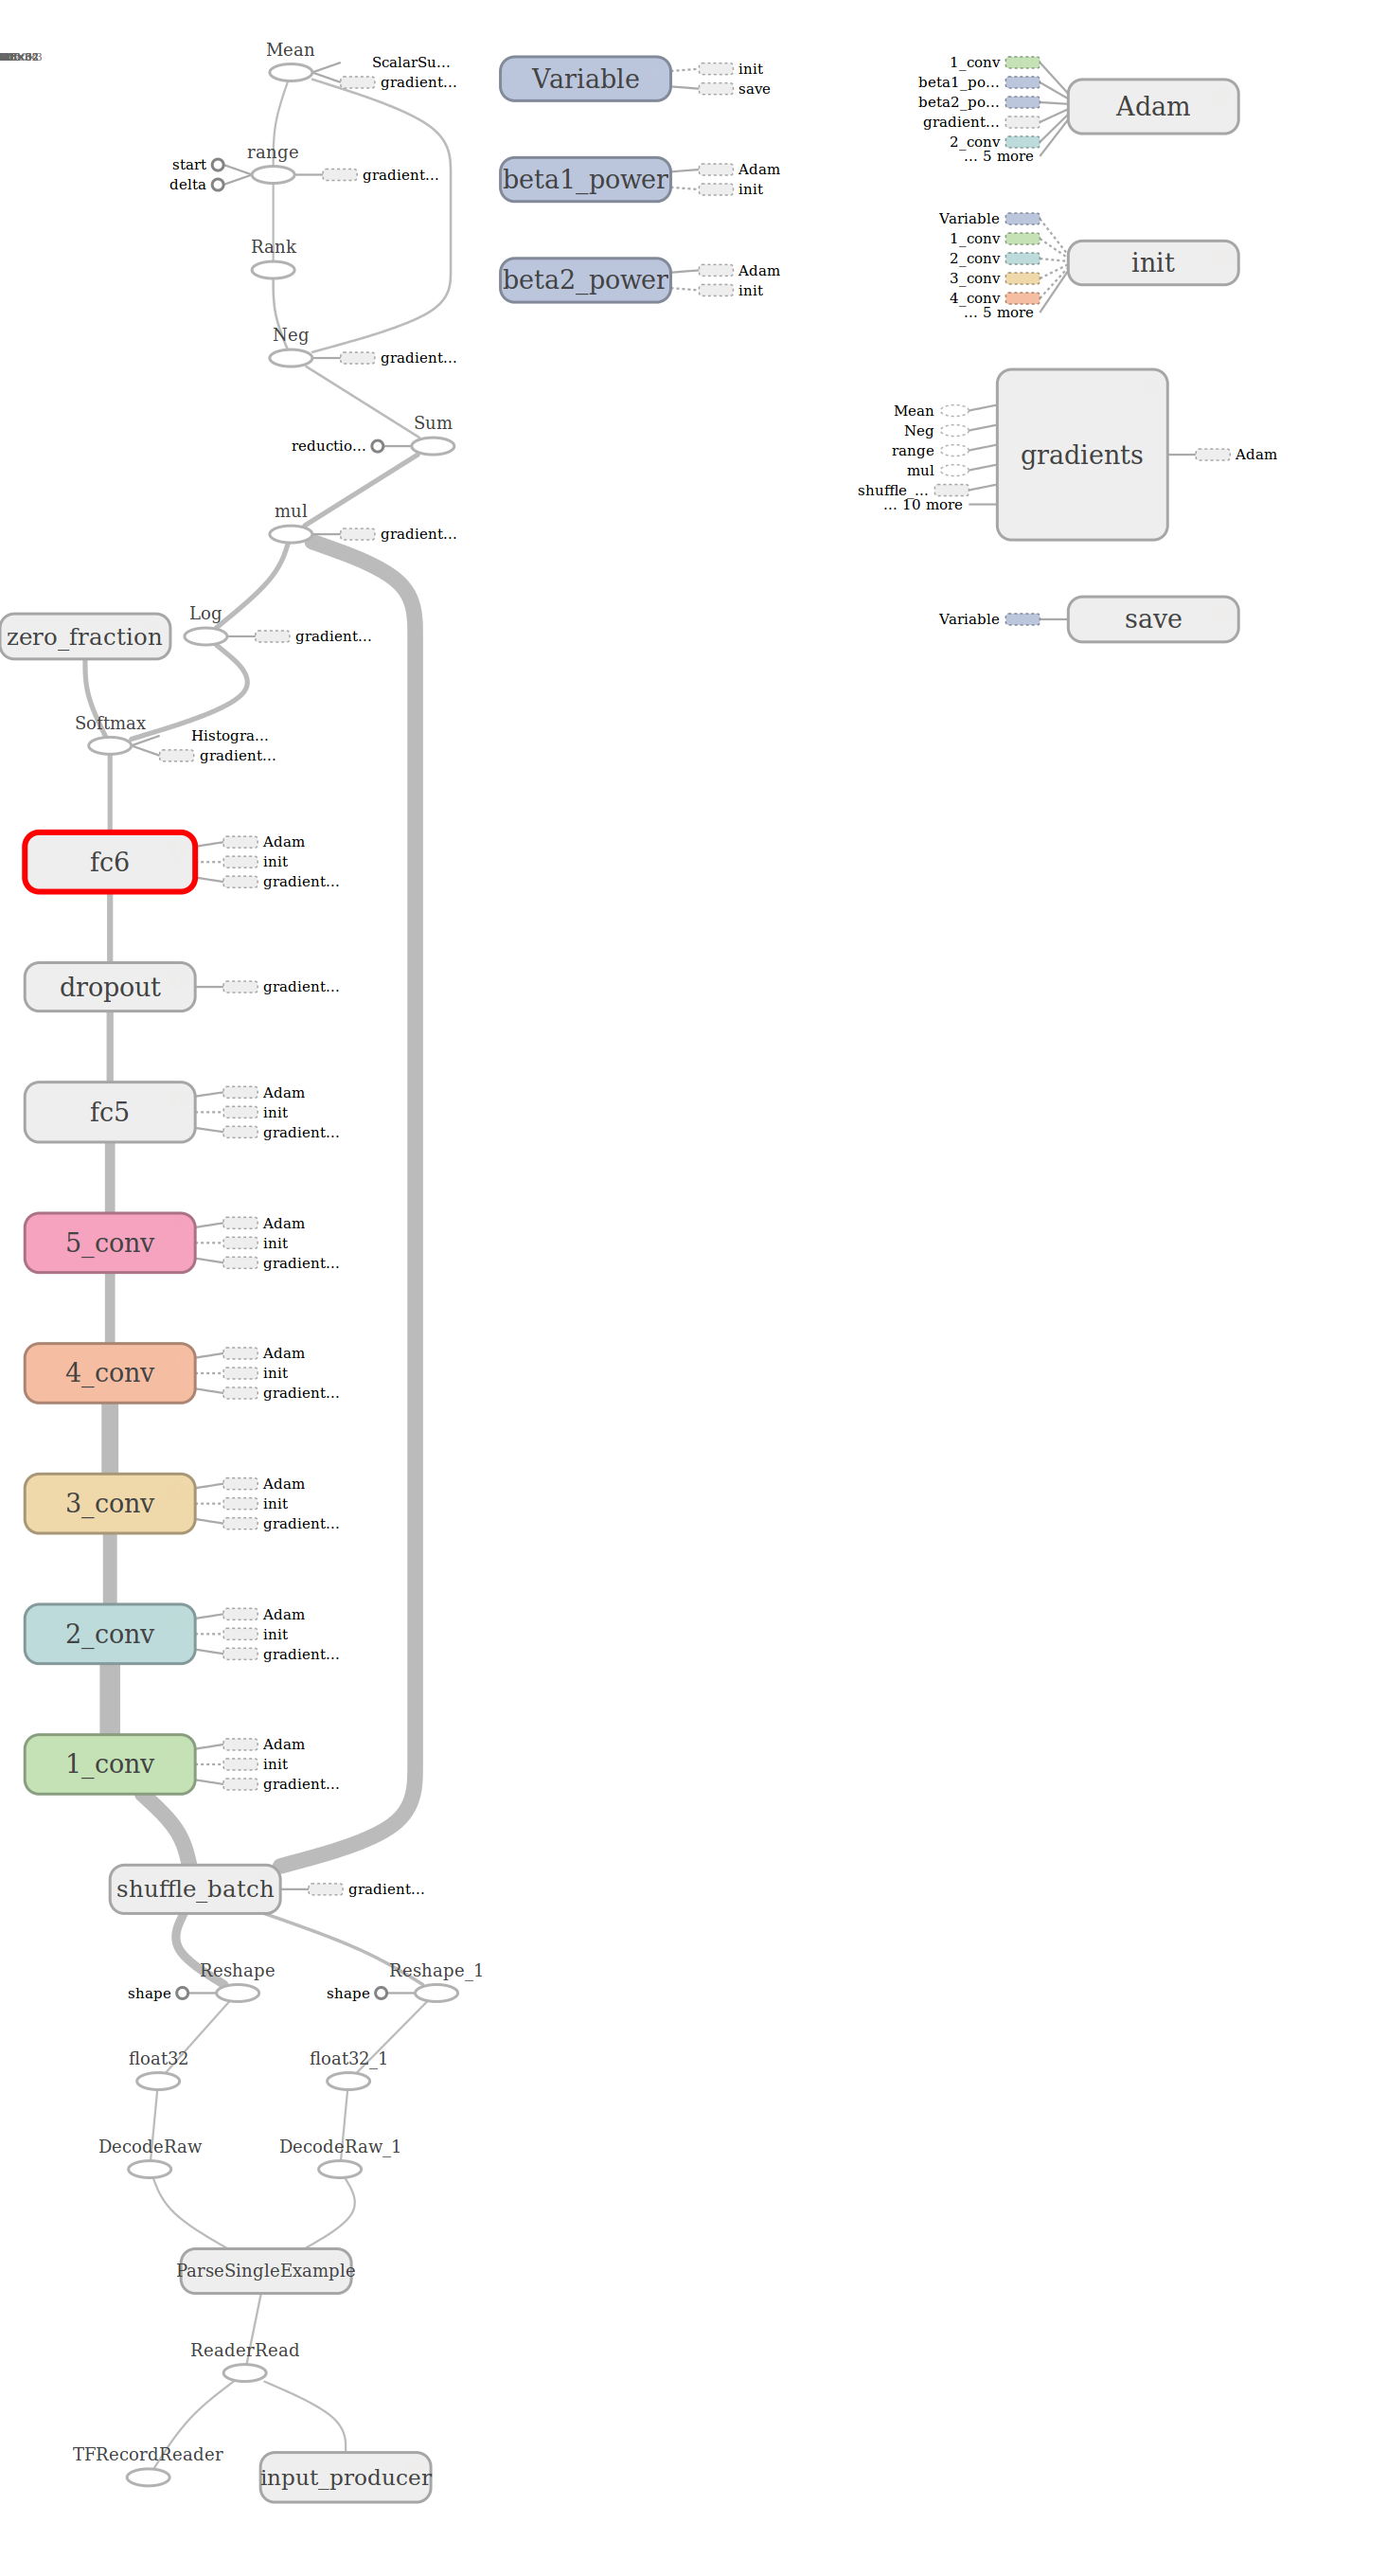 Mean
ScalarSu...
gradient...
range
start
delta
gradient...
Rank
Neg
gradient...
Sum
reductio...
mul
gradient...
zero_fraction
Log
gradient...
Softmax
Histogra...
gradient...
fc6
Adam
init
gradient...
dropout
gradient...
fc5
Adam
init
gradient...
5_conv
Adam
init
gradient...
4_conv
Adam
init
gradient...
3_conv
Adam
init
gradient...
2_conv
Adam
init
gradient...
1_conv
Adam
init
gradient...
shuffle_batch
gradient...
Reshape
shape
Reshape_1
shape
float32
float32_1
DecodeRaw
DecodeRaw_1
ParseSingleExample
ReaderRead
TFRecordReader
input_producer
Variable
init
save
beta1_power
Adam
init
beta2_power
Adam
init
1_conv
beta1_po...
beta2_po...
gradient...
2_conv
... 5 more
Adam
Variable
1_conv
2_conv
3_conv
4_conv
... 5 more
init
Mean
Neg
range
mul
shuffle_...
... 10 more
gradients
Adam
Variable
save